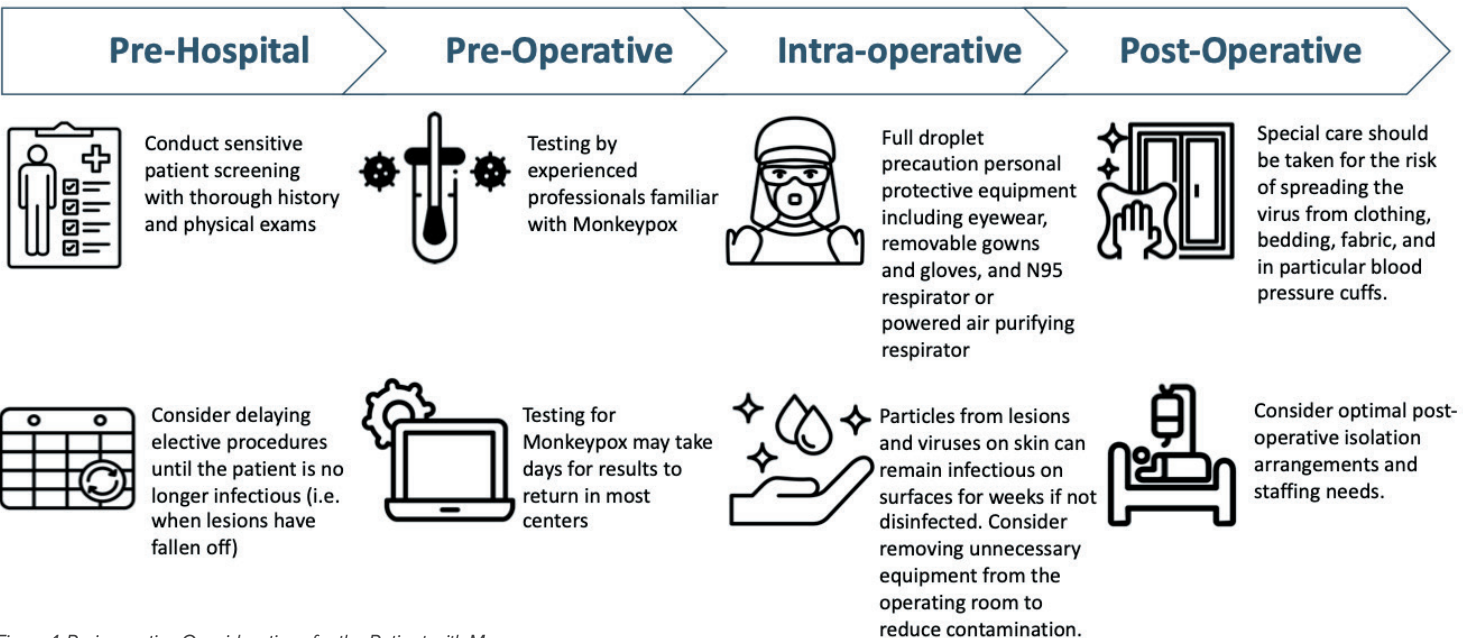 Pre-Hospital
Pre-Operative
Intra-operative
Post-Operative
Conduct sensitive
patient screening
with thorough history
and physical exams
Testing by
experienced
professionals familiar
with Monkeypox
Full droplet
precaution personal
protective equipment
including eyewear,
removable gowns
and gloves, and N95
respirator or
powered air purifying
respirator
Special care should
be taken for the risk
of spreading the
virus from clothing,
bedding, fabric, and
in particular blood
pressure cuffs.
Consider delaying
elective procedures
until the patient is no
longer infectious (i.e.
when lesions have
fallen off)
Testing for
Monkeypox may take
days for results to
return in most
centers
Particles from lesions
and viruses on skin can
remain infectious on
surfaces for weeks if not
disinfected. Consider
removing unnecessary
equipment from the
operating room to
reduce contamination.
Consider optimal post-
operative isolation
arrangements and
staffing needs.